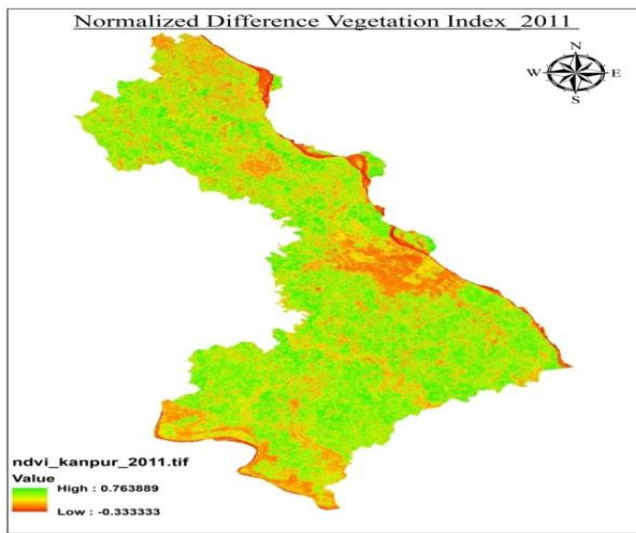 Normalized Difference Vegetation Index_2011
N
W E
S
ndvi_kanpur_2011.tif
Value
High : 0.763889
Low : -0.333333